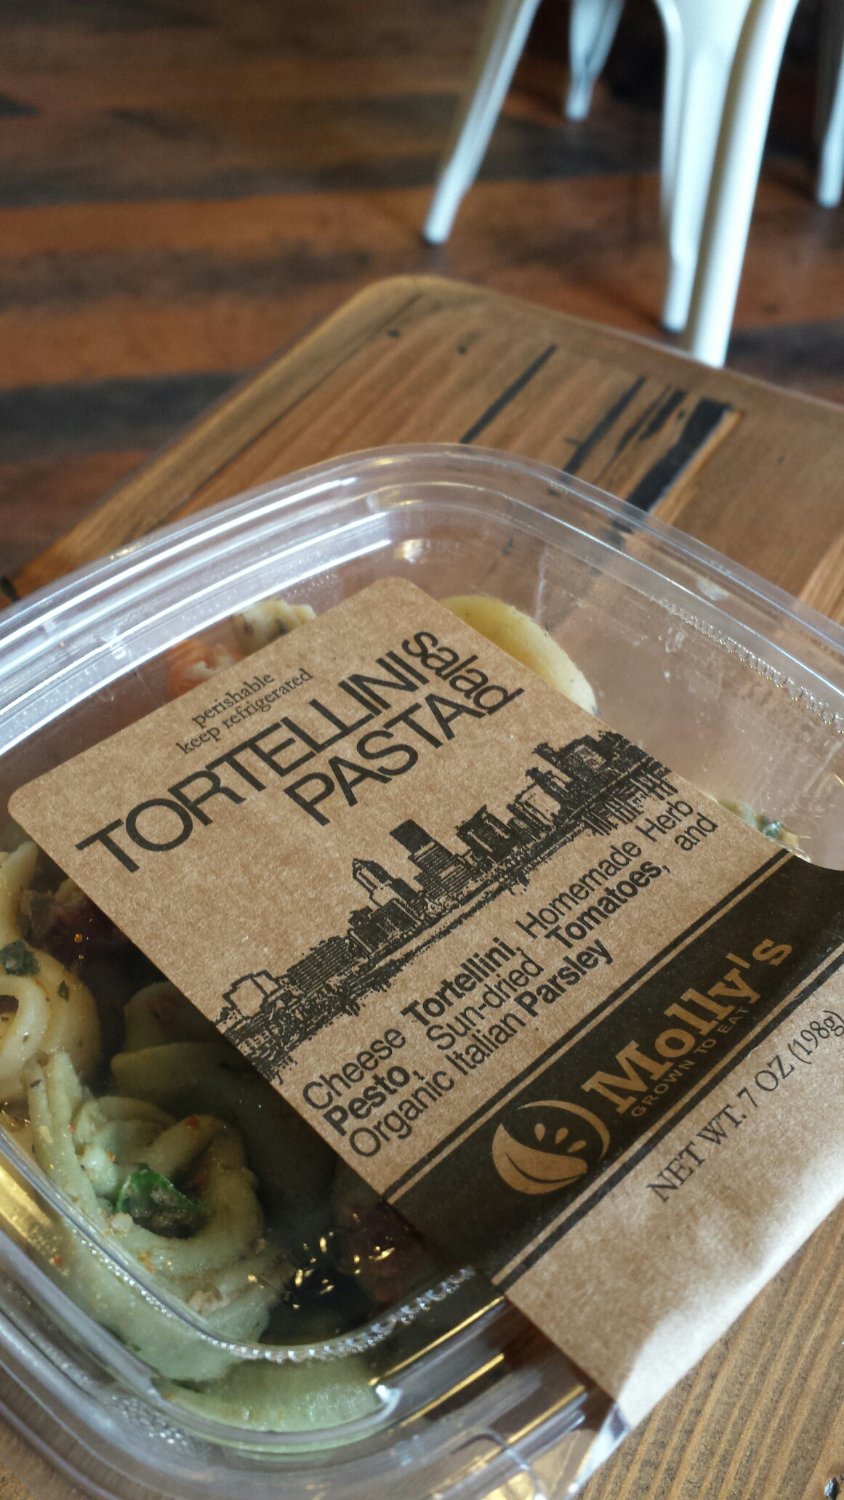 perishable
keep refrigerated
TORTELLINI
PASTA
salad
Cheese Tortellini, Homemade Herb
Pesto, Sun-dried Tomatoes, and
Organic Italian Parsley
Molly's
GROWN TO EAT
NET WT. 7 OZ (198g)